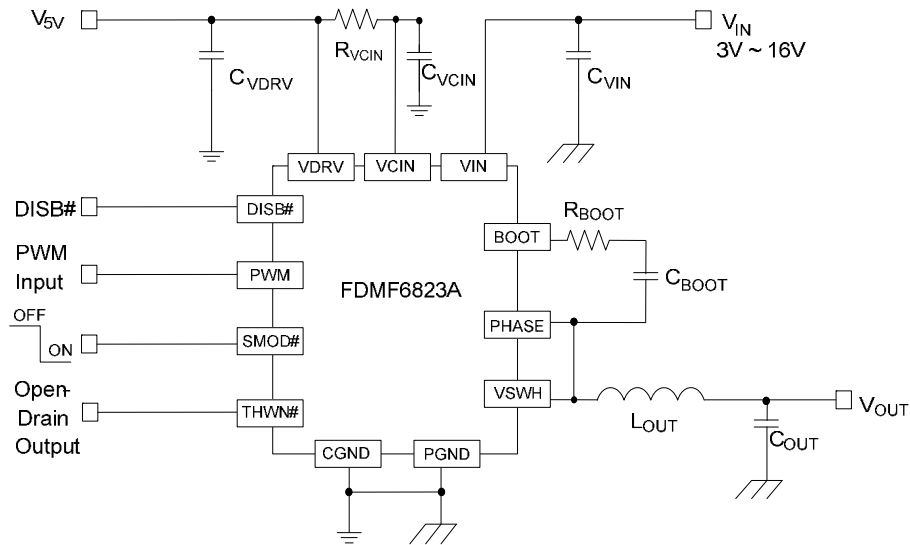 V5V
RVCIN
VIN
3V ~ 16V
CVDRV
CVCIN
CVIN
VDRV
VCIN
VIN
DISB#
DISB#
RBOOT
BOOT
PWM
Input
PWM
FDMF6823A
CBOOT
OFF
ON
SMOD#
PHASE
Open-
Drain
Output
THWN#
VSWH
LOUT
VOUT
COUT
CGND
PGND